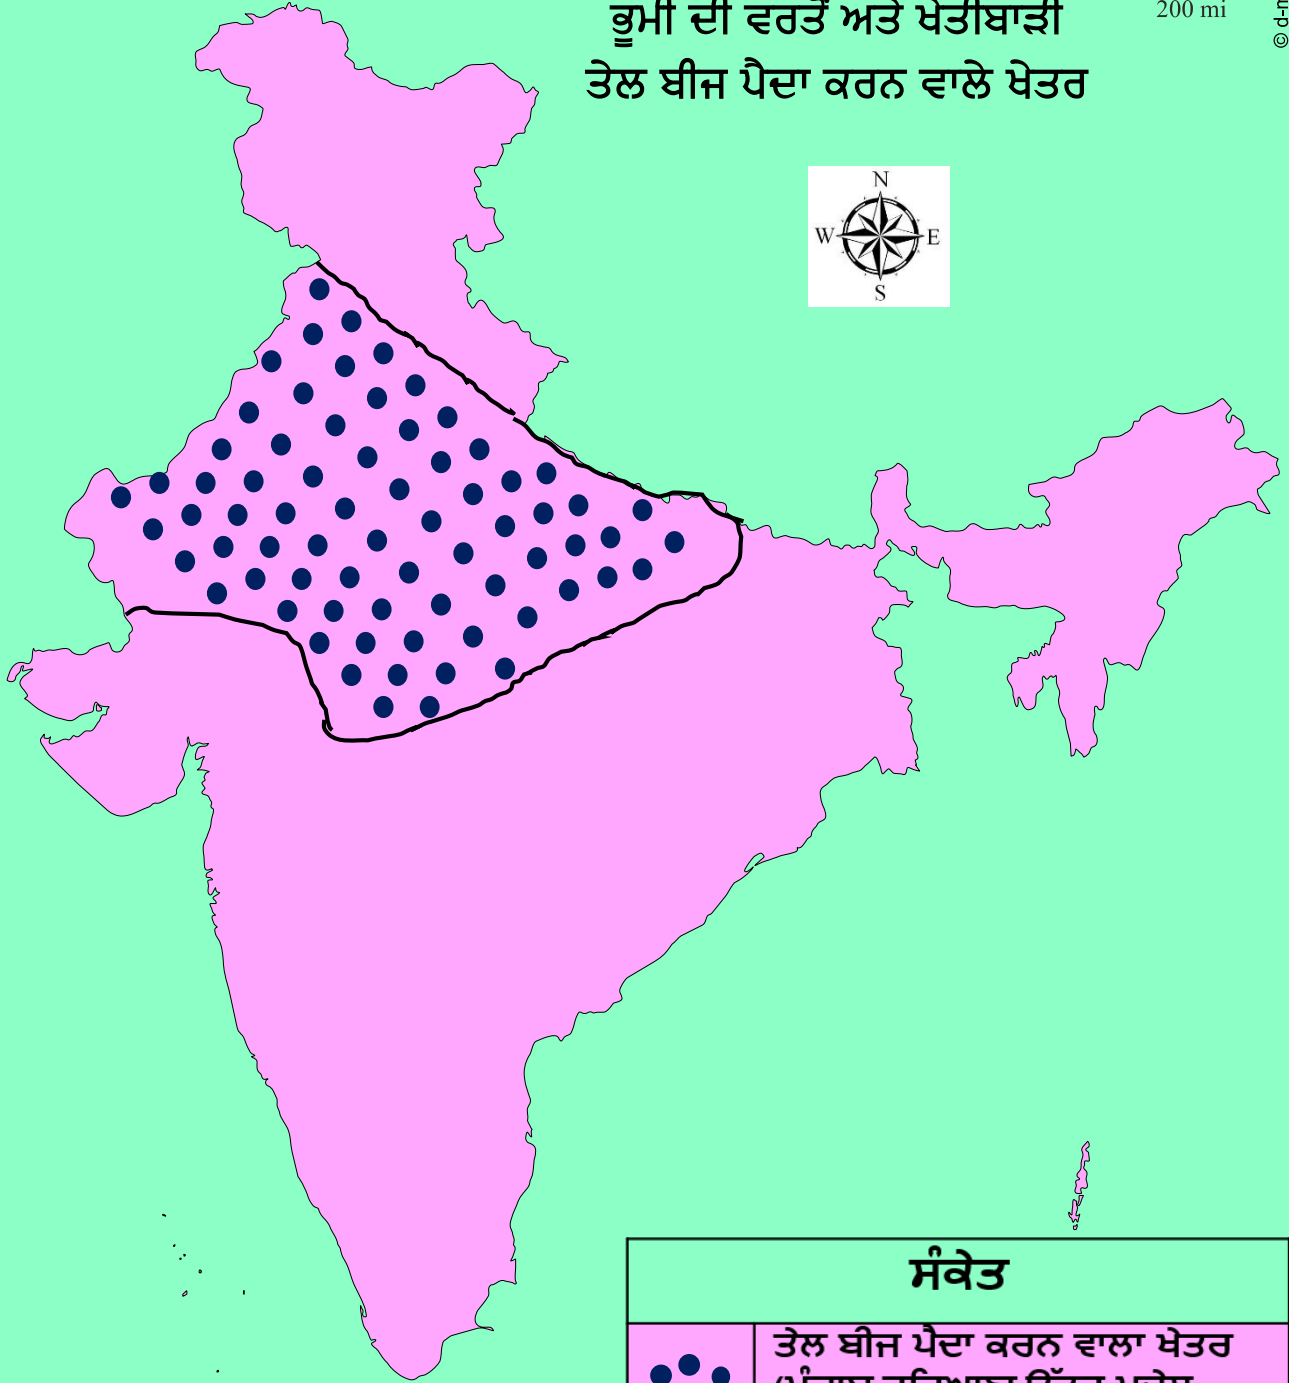 ਭੂਮੀ ਦੀ ਵਰਤੋਂ ਅਤੇ ਖੇਤੀਬਾੜੀ
200 mi
© d-m
ਤੇਲ ਬੀਜ ਪੈਦਾ ਕਰਨ ਵਾਲੇ ਖੇਤਰ
N
W E
S
ਸੰਕੇਤ
ਤੇਲ ਬੀਜ ਪੈਦਾ ਕਰਨ ਵਾਲਾ ਖੇਤਰ